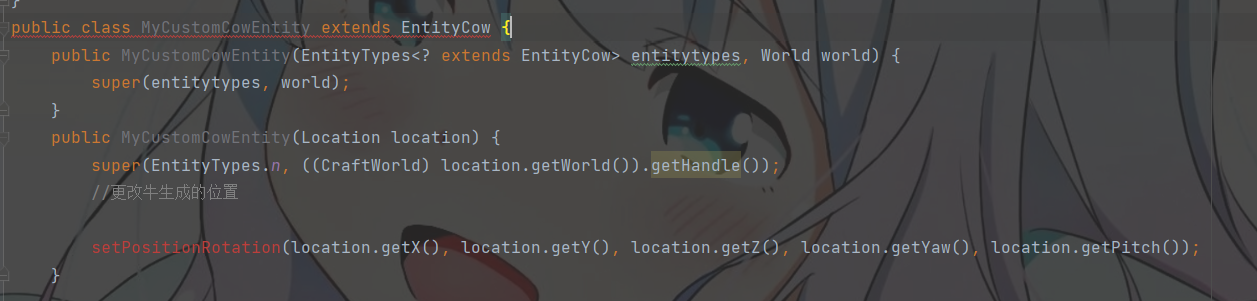 }
public class MyCustomCowEntity extends EntityCow {
public MyCustomCowEntity(EntityTypes<? extends EntityCow> entitytypes, World world) {
super(entitytypes, world);
}
public MyCustomCowEntity(Location location) {
super(EntityTypes.n, ((CraftWorld) location.getWorld()).getHandle());
//更改牛生成的位置
setPositionRotation(location.getX(), location.getY(), location.getZ(), location.getYaw(), location.getPitch());
}